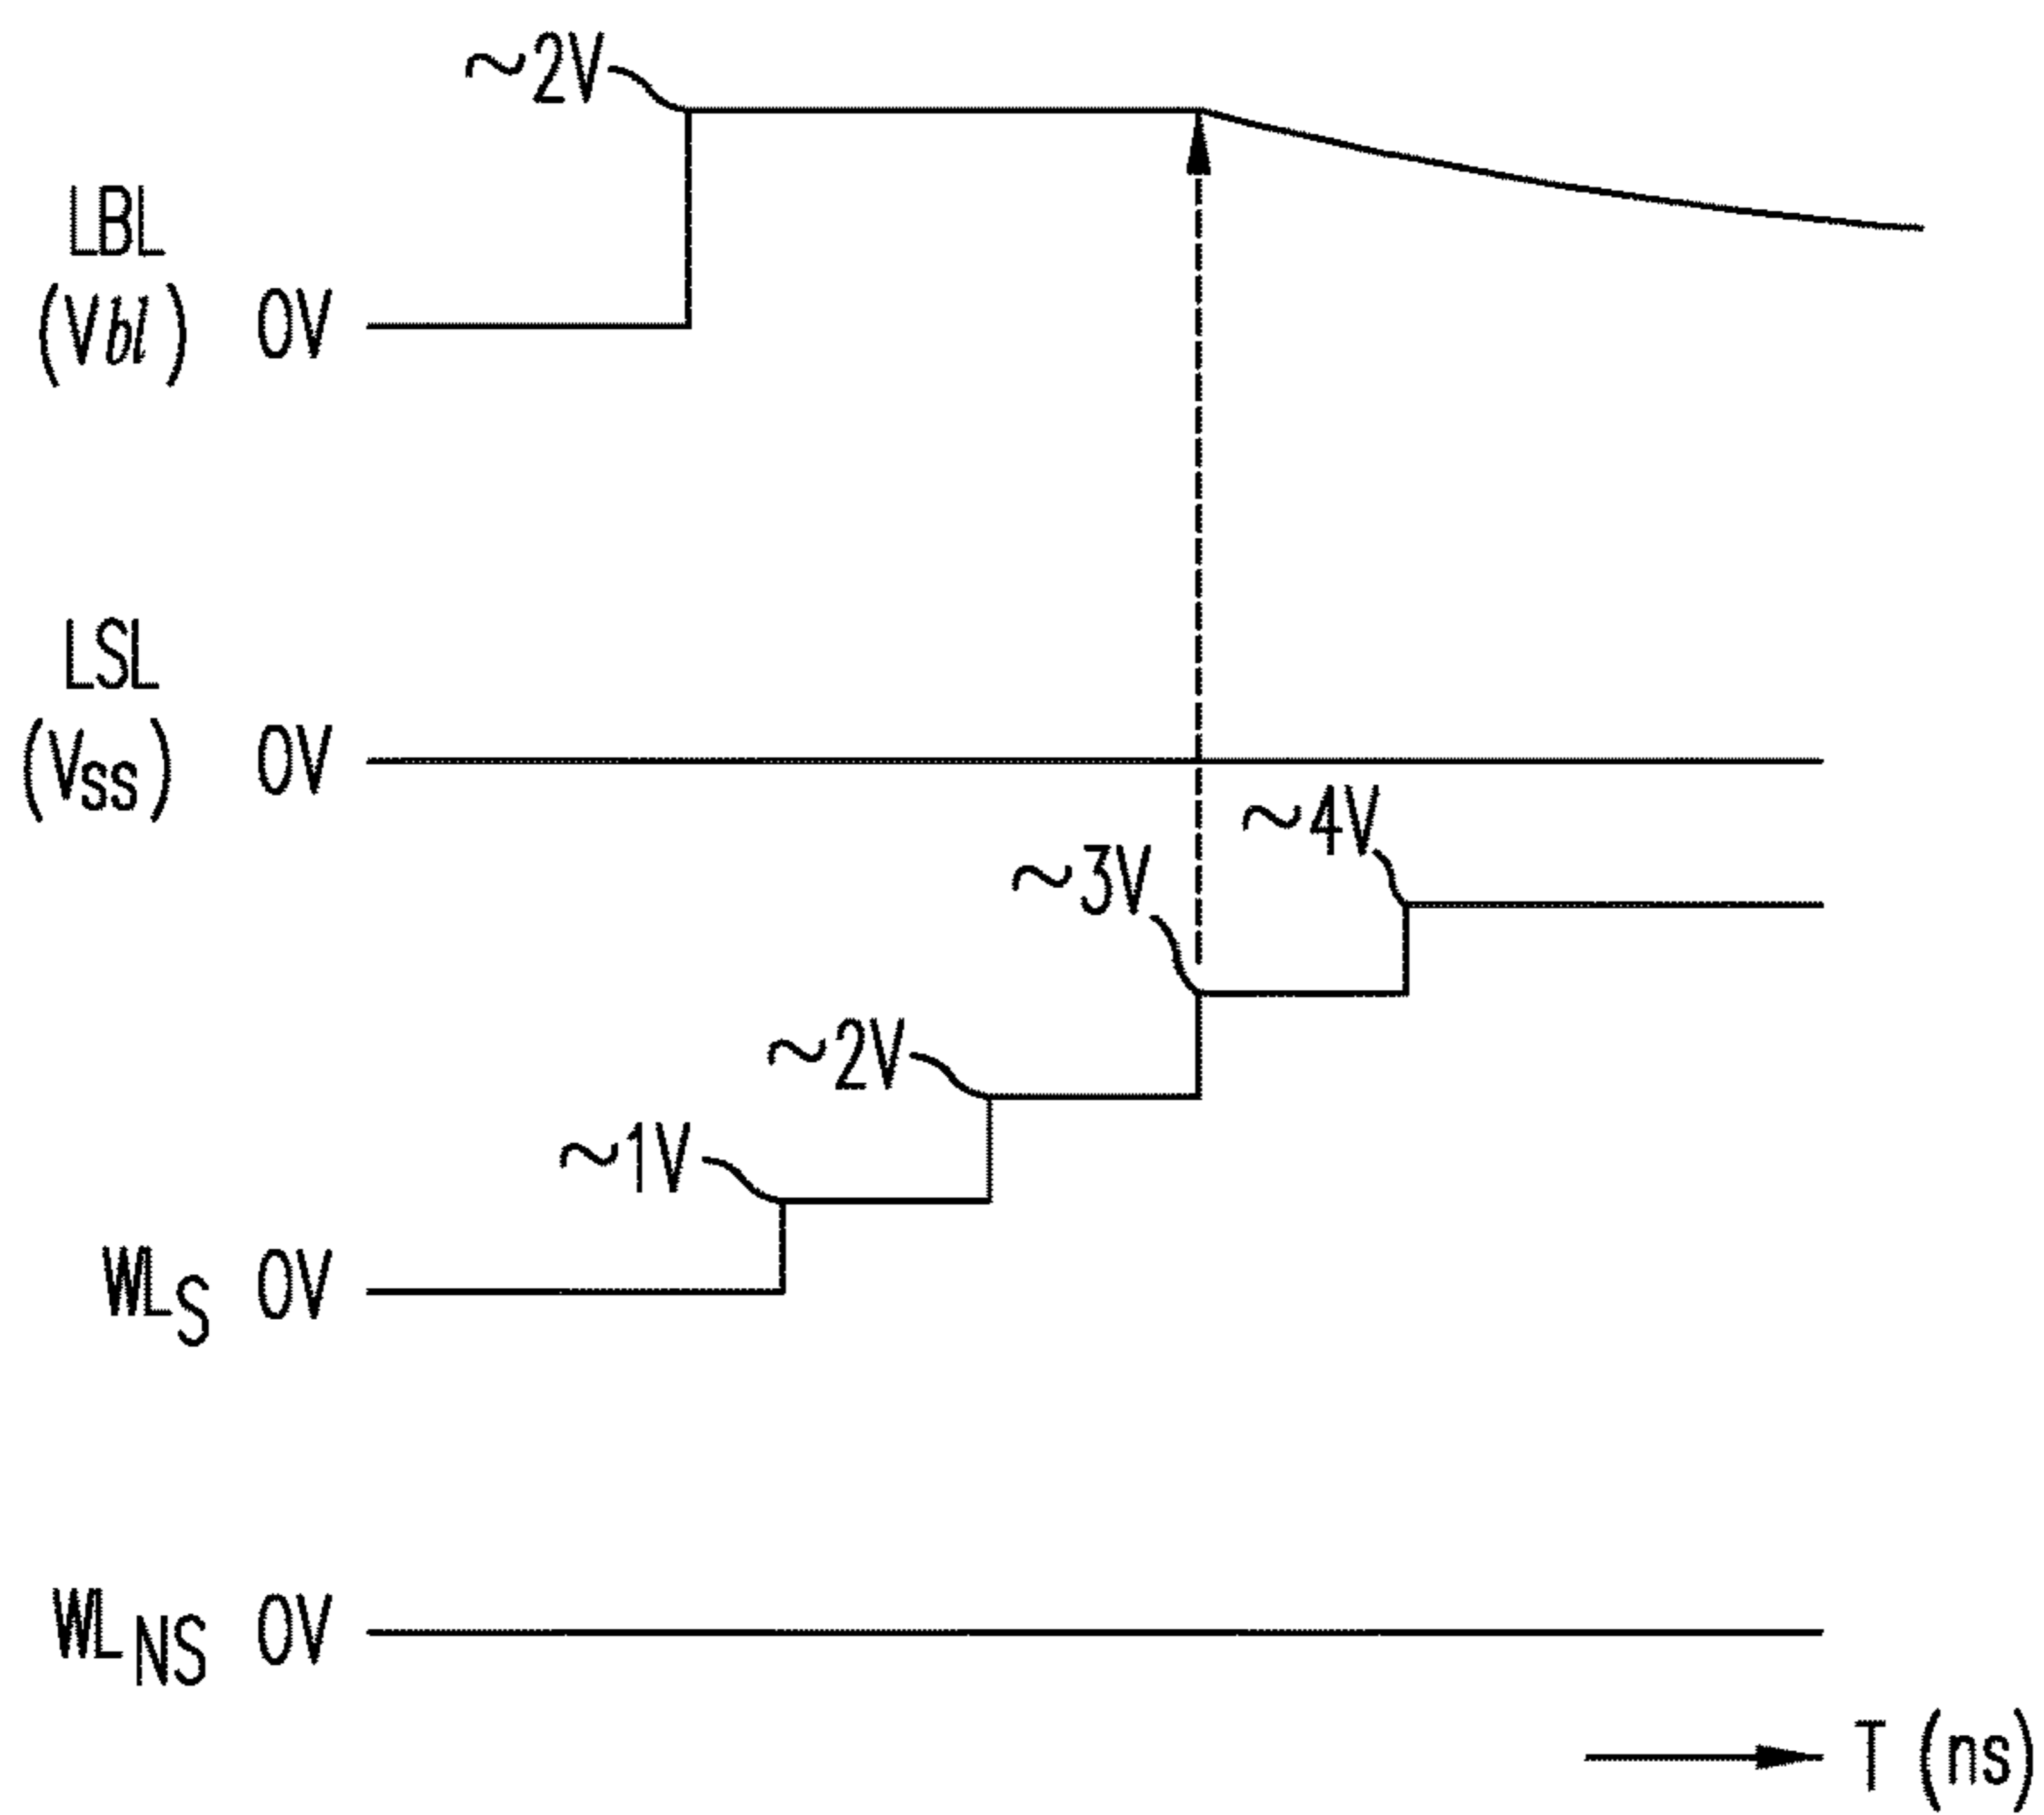 ~2V
LBL
(Vbl) 0V
LSL
(Vss) 0V
~4V
~3V
~2V
~1V
WLS 0V
WLNS 0V
T (ns)